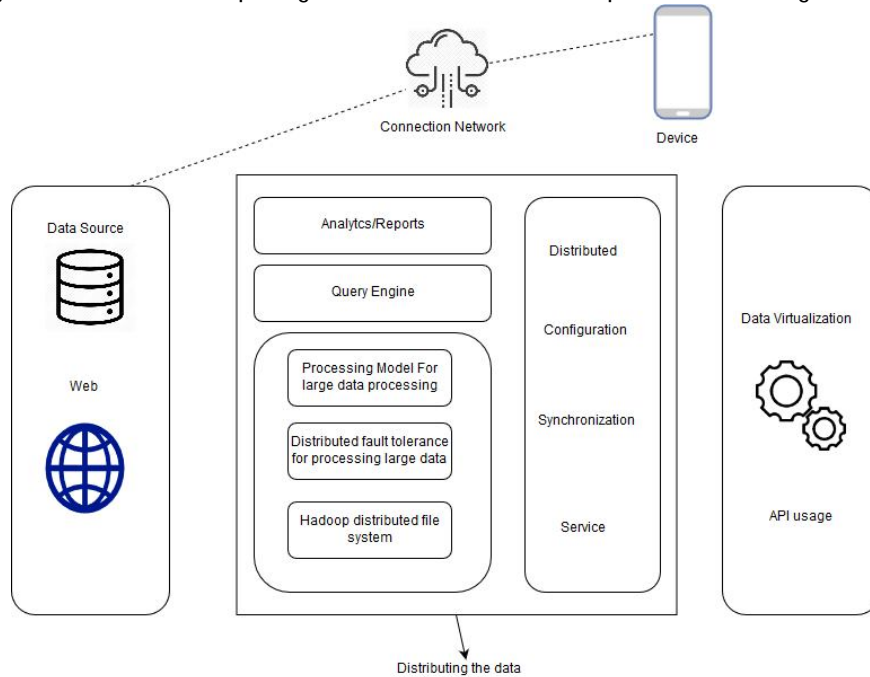 Connection Network
Device
Data Source
Web
Analytcs/Reports
Query Engine
Processing Model For
large data processing
Distributed fault tolerance
for processing large data
Hadoop distributed file
system
Distributed
Configuration
Synchronization
Service
Data Virtualization
API usage
Distributing the data